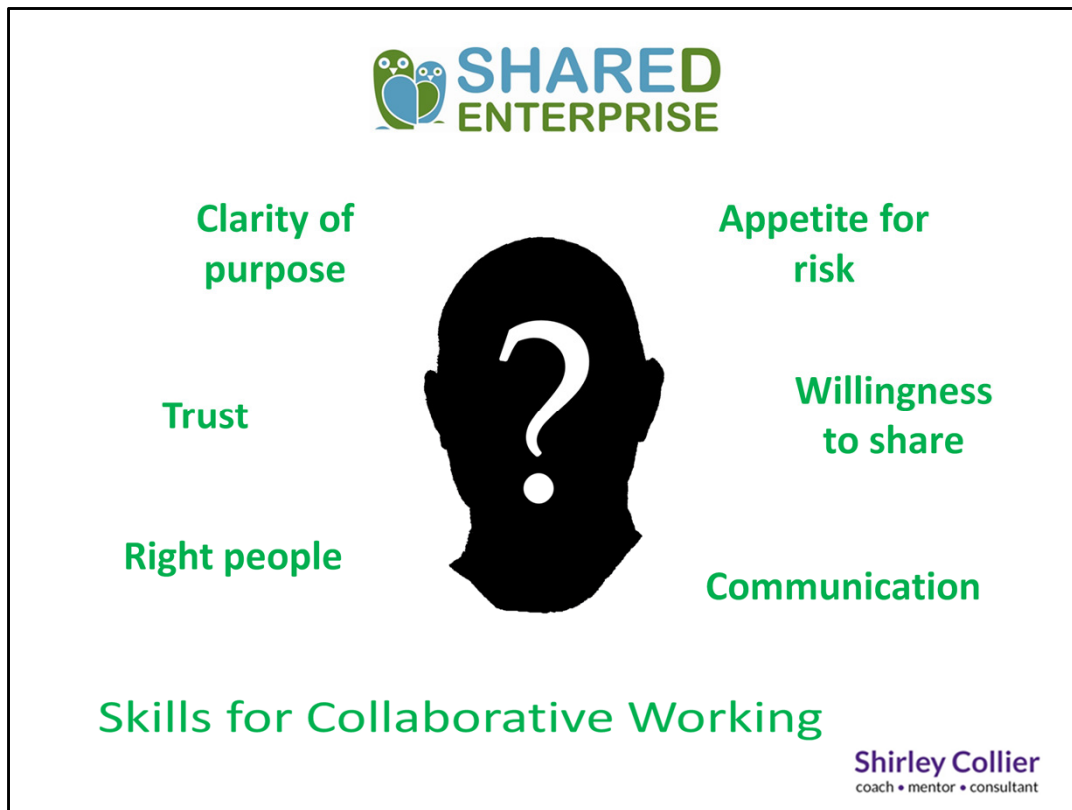 SHARED
ENTERPRISE
Clarity of
purpose
Appetite for
risk
?
Trust
Willingness
to share
Right people
Communication
Skills for Collaborative Working
Shirley Collier
coach • mentor • consultant